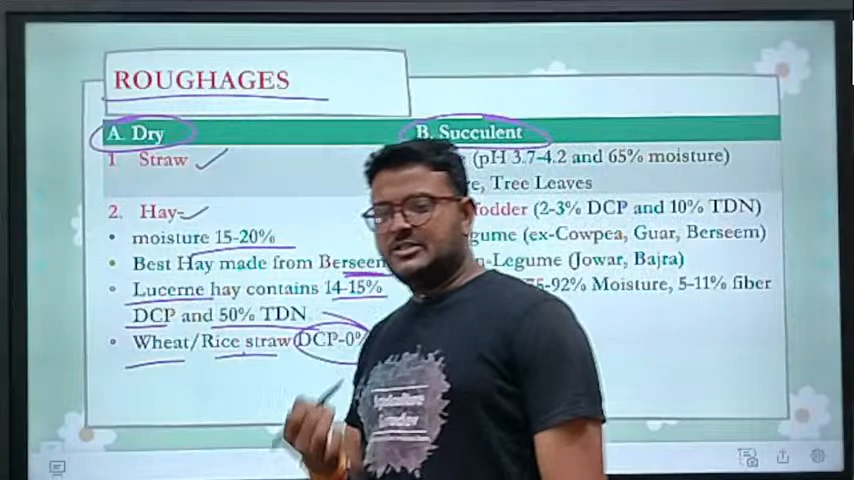 ROUGHAGES
A. Dry
B. Succulent
1. Straw
(pH 3.7-4.2 and 65% moisture)
Tree Leaves
2. Hay-
fodder (2-3% DCP and 10% TDN)
moisture 15-20%
(ex-Cowpea, Guar, Berseem)
Best Hay made from Berseem
-Legume (Jowar, Bajra)
Lucerne hay contains 14-15%
-92% Moisture, 5-11% fiber
DCP and 50% TDN
Wheat/Rice straw DCP-0%
Agriculture
Leader